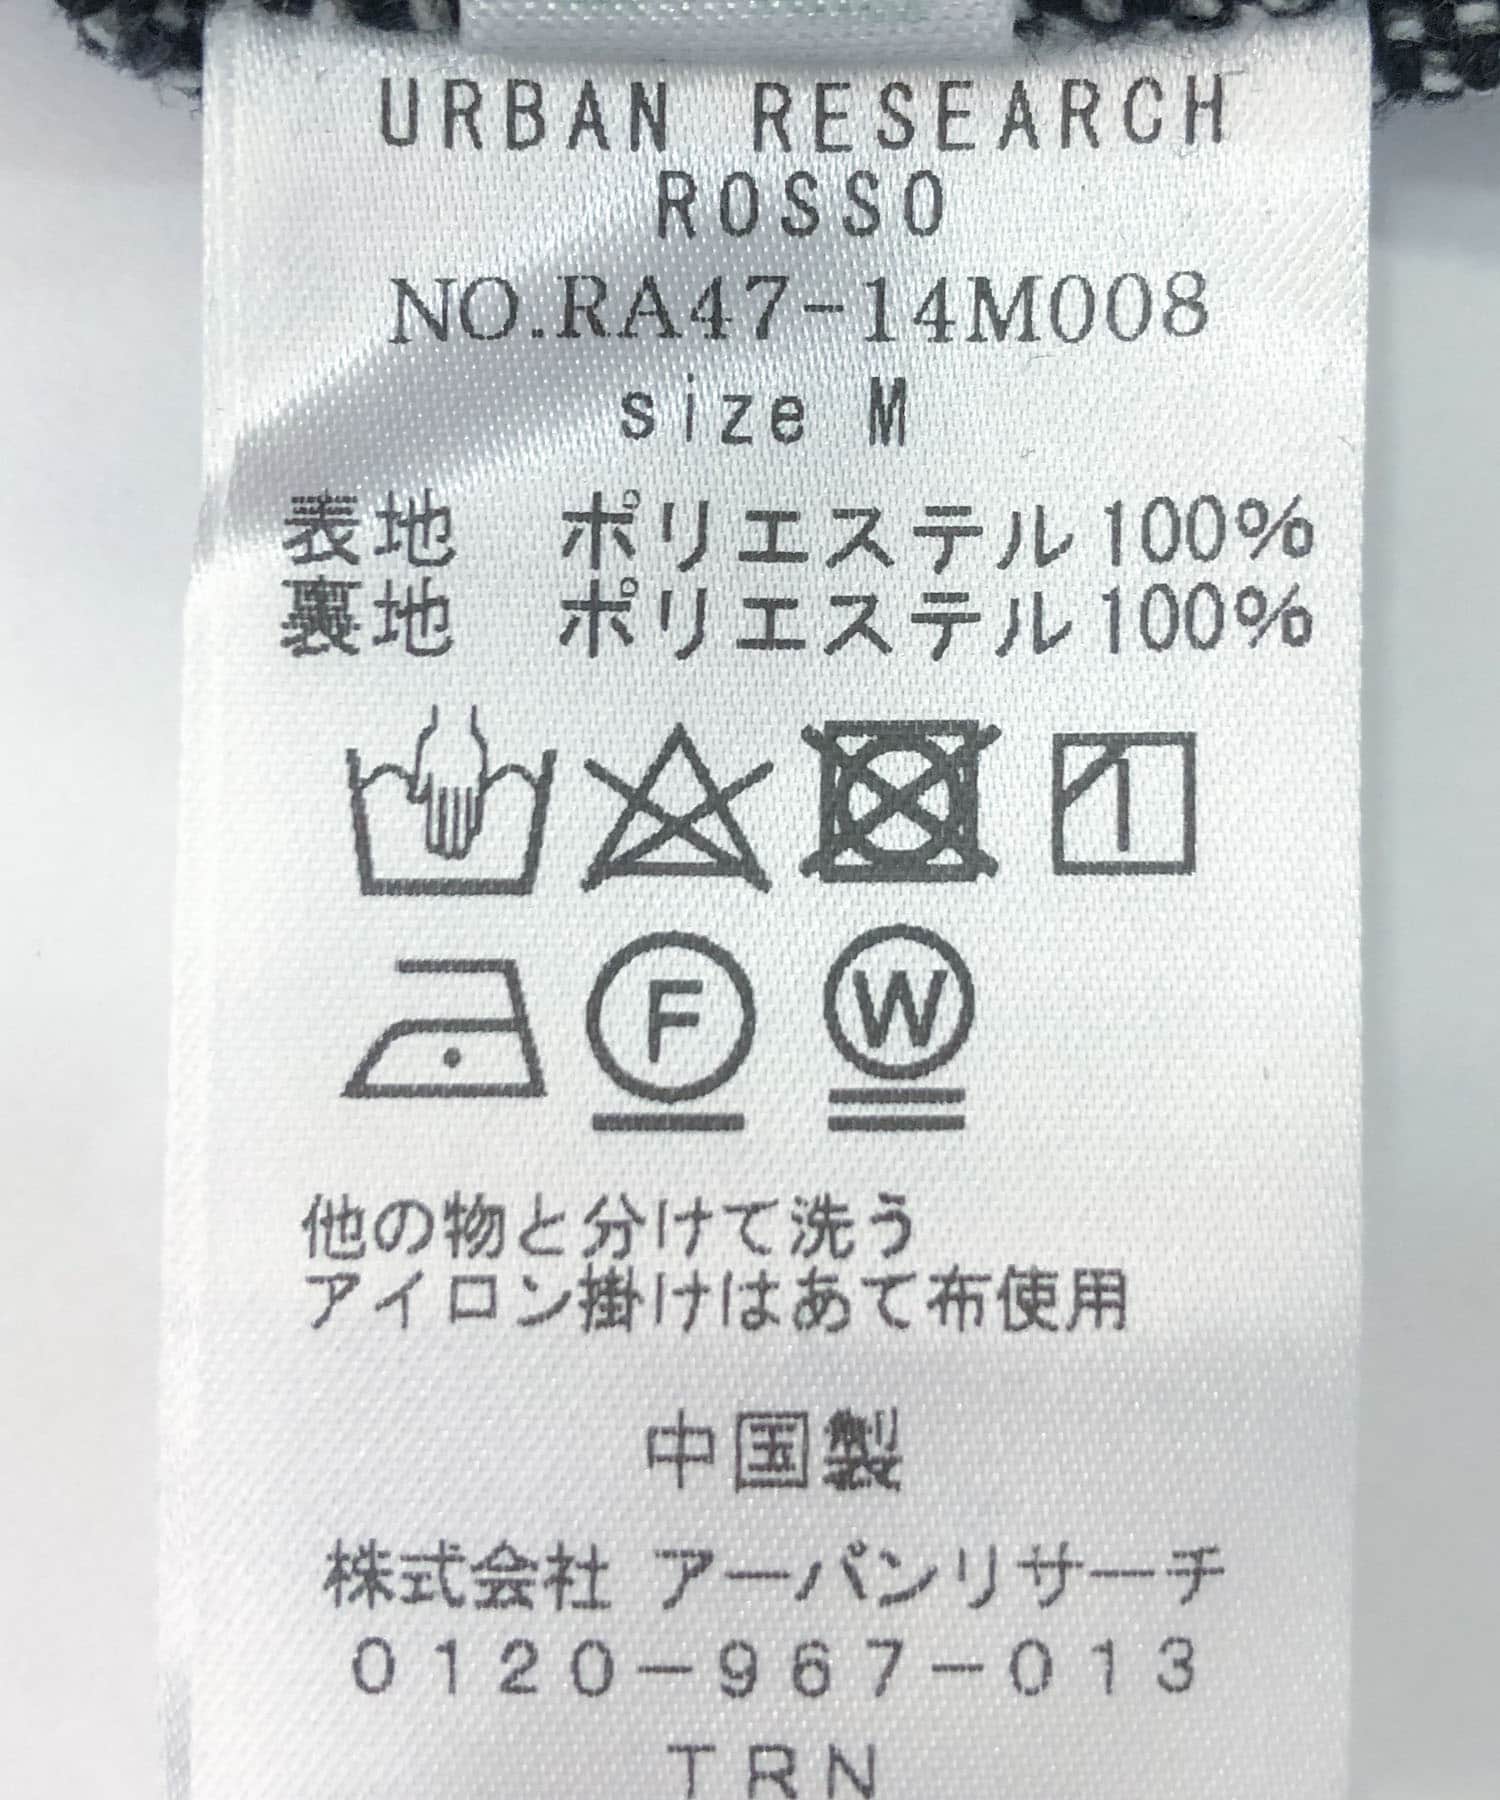 URBAN RESEARCH
ROSSO
NO.RA47-14M008
size M
表地 ポリエステル100%
裏地 ポリエステル100%
F W
他の物と分けて洗う
アイロン掛けはあて布使用
中国製
株式会社 アーバンリサーチ
0120-967-013
TRN